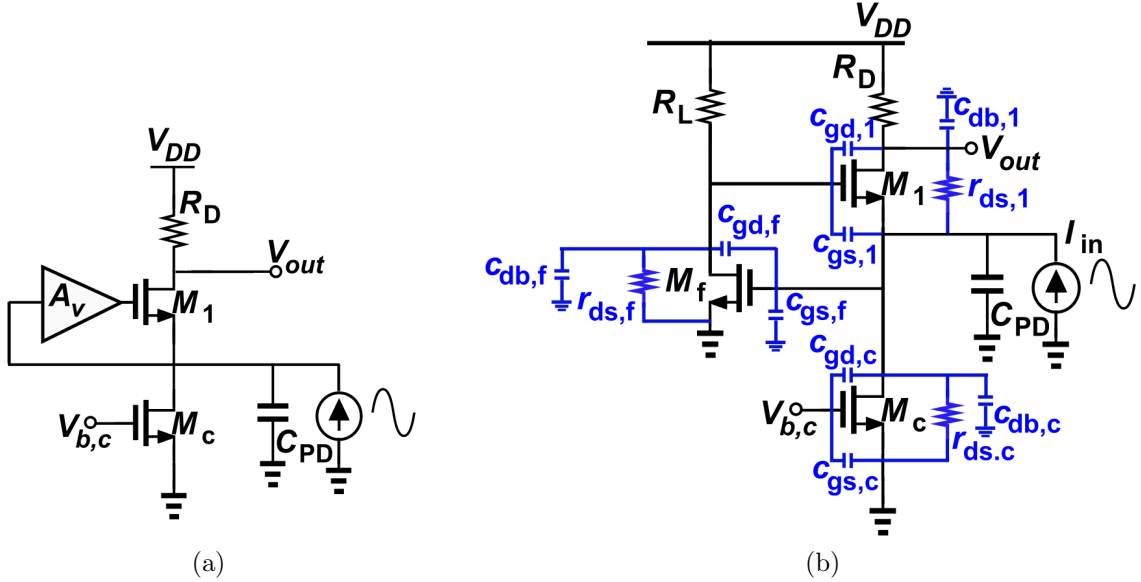 V_DD
R_D
V_out
A_v
M_1
V_b,c
M_c
C_PD
(a)
V_DD
R_D
R_L
c_gd,1
c_db,1
V_out
M_1
r_ds,1
c_gs,1
c_gd,f
I_in
c_db,f
r_ds,f
M_f
c_gs,f
C_PD
c_gd,c
V_b,c
M_c
c_db,c
r_ds.c
c_gs,c
(b)